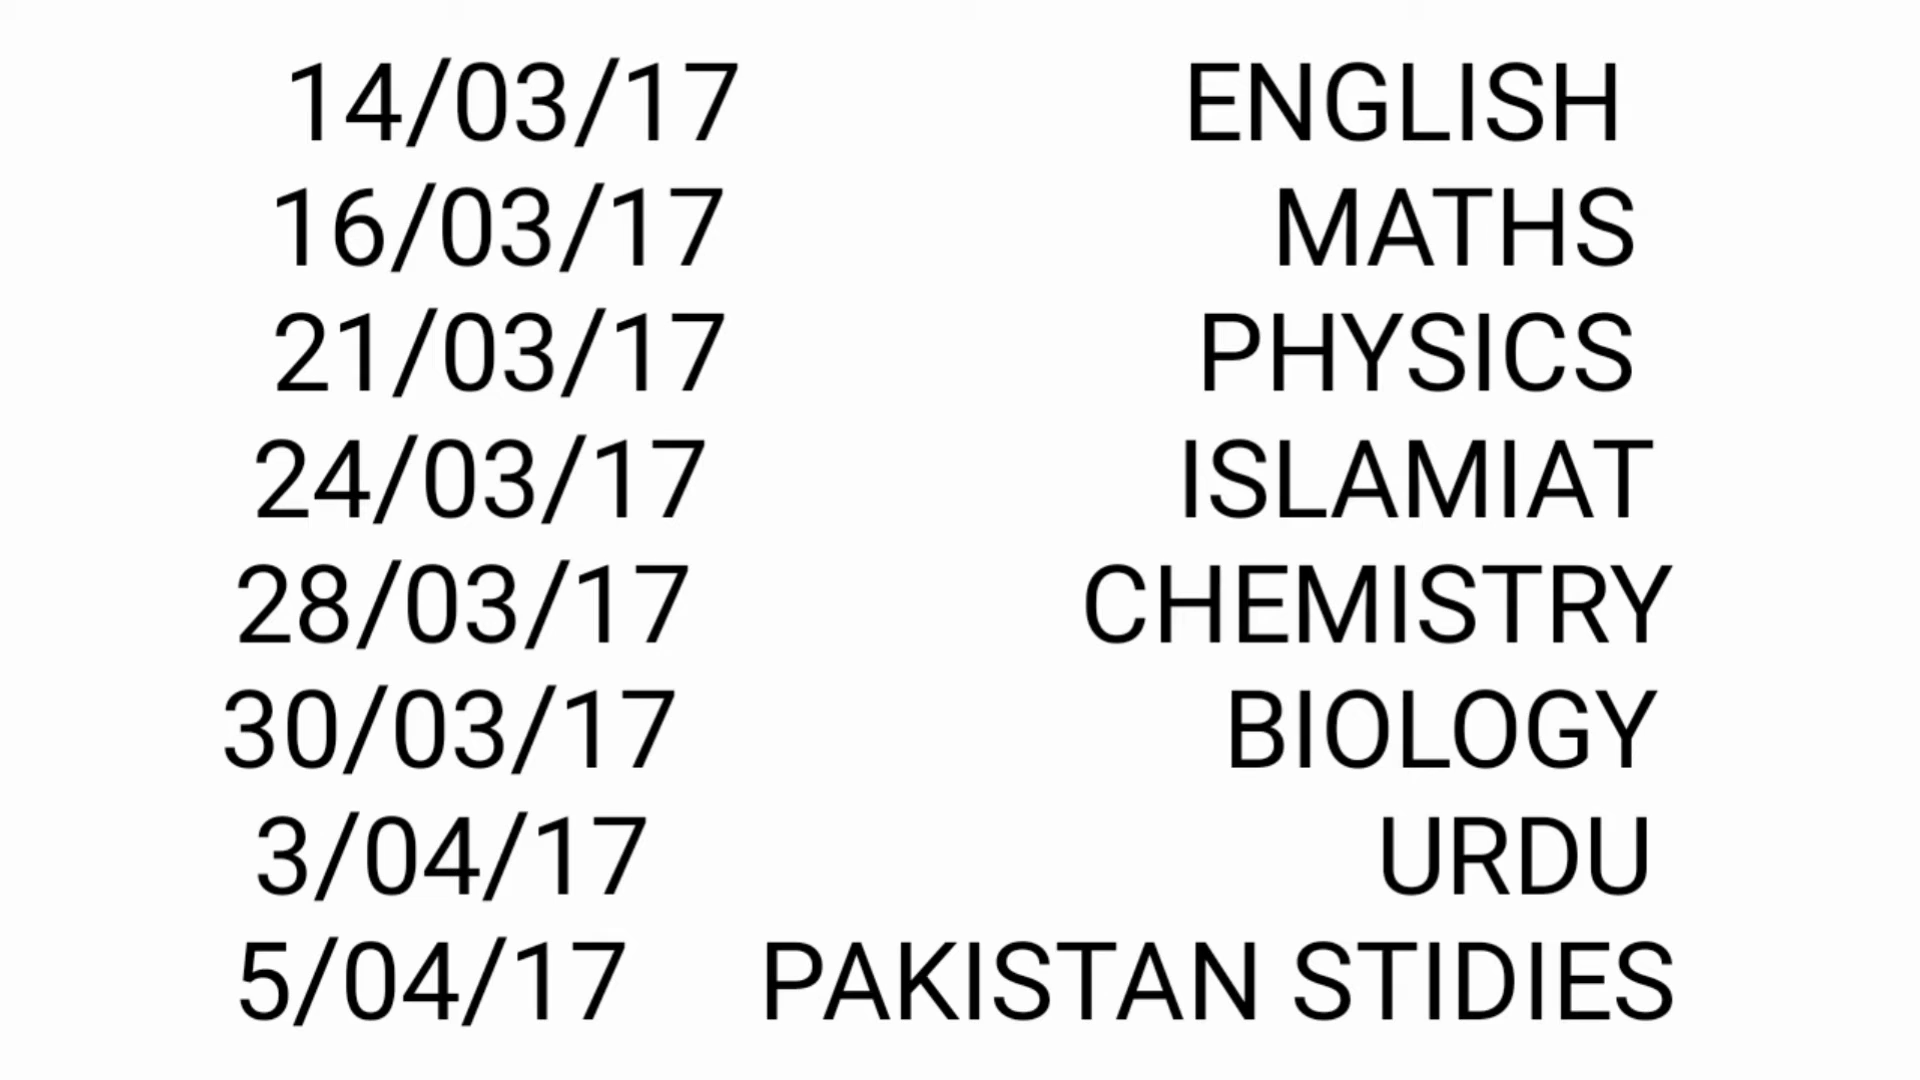 14/03/17 ENGLISH
16/03/17 MATHS
21/03/17 PHYSICS
24/03/17 ISLAMIAT
28/03/17 CHEMISTRY
30/03/17 BIOLOGY
3/04/17 URDU
5/04/17 PAKISTAN STIDIES